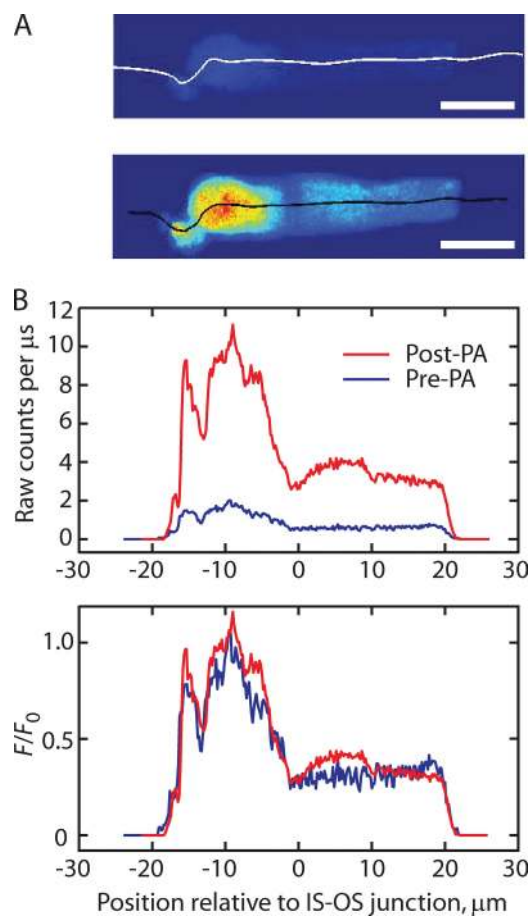 A
B
12
10
8
6
4
2
0
Raw counts per μs
Post-PA
Pre-PA
-30 -20 -10 0 10 20 30
1.0
0.5
0
F/F0
-30 -20 -10 0 10 20 30
Position relative to IS-OS junction, μm